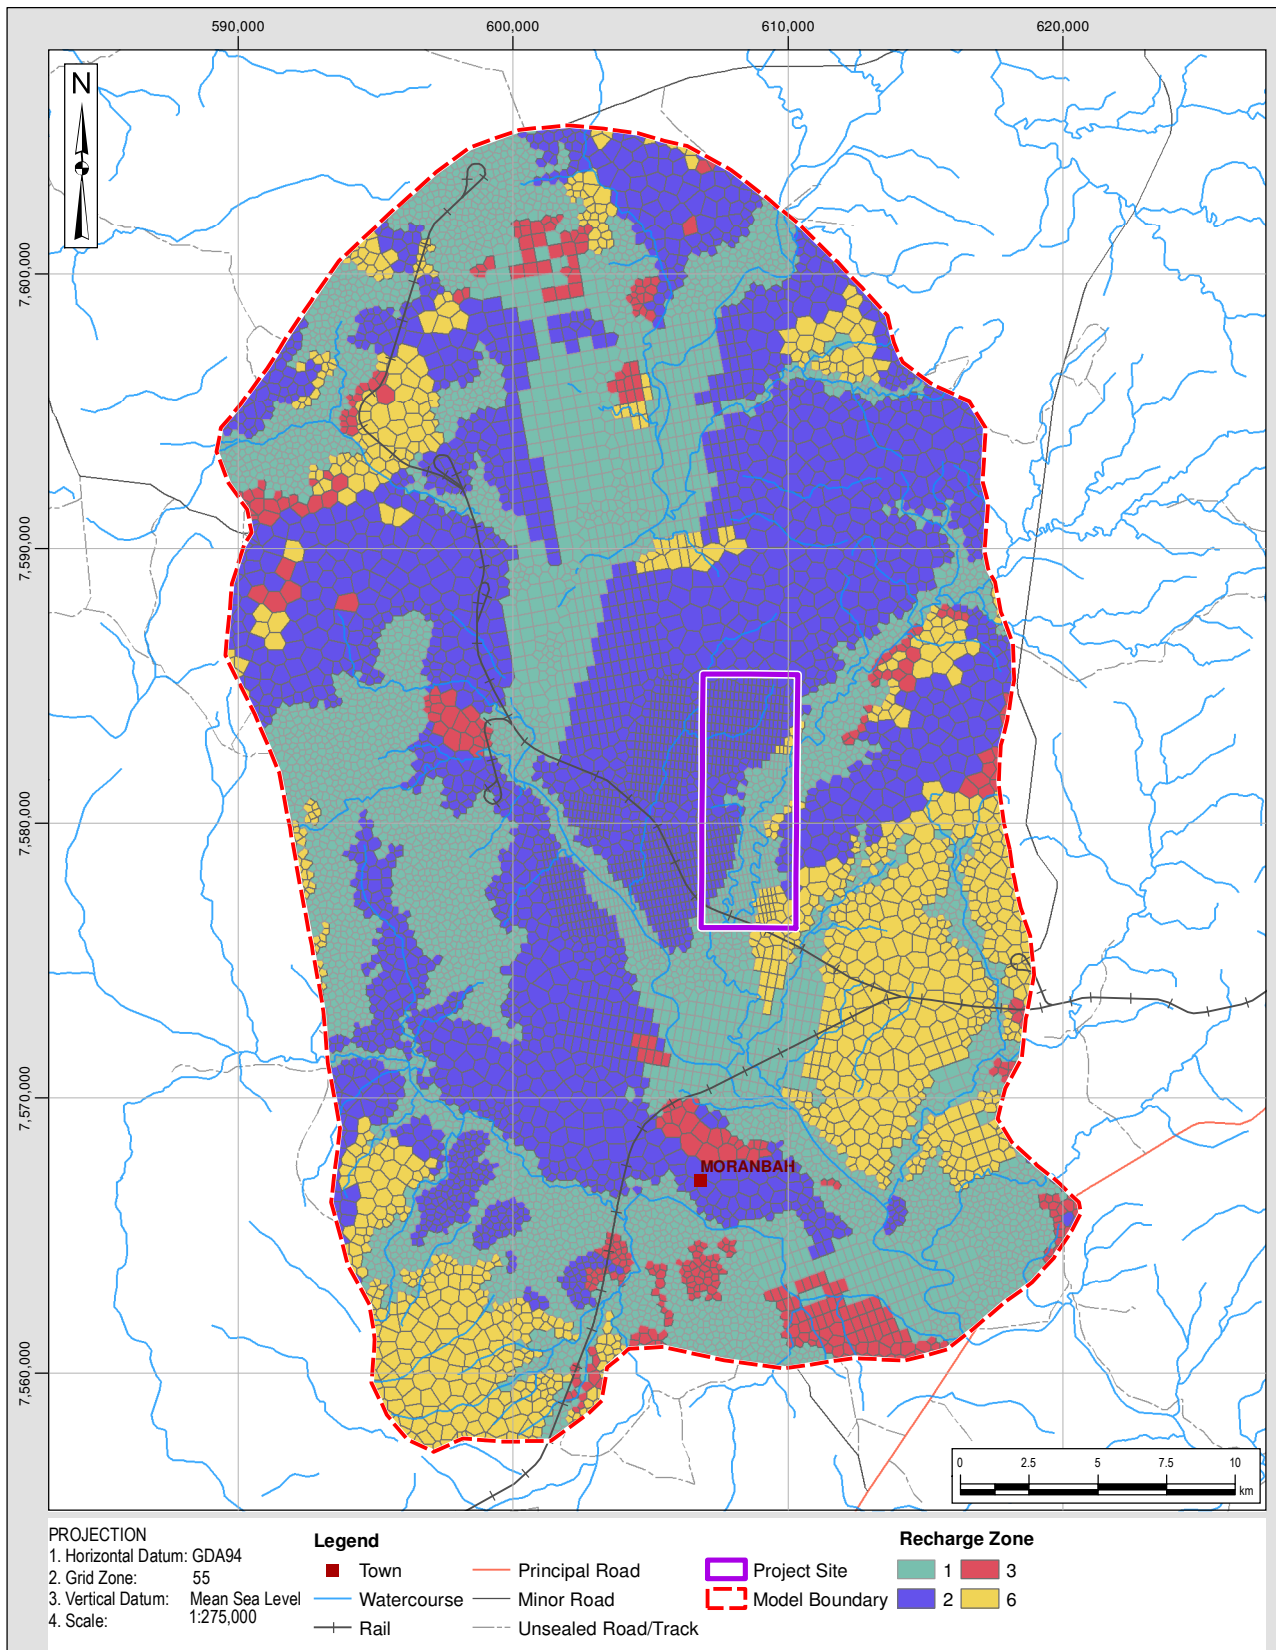 590,000 600,000 610,000 620,000
N
7,600,000
7,590,000
7,580,000
7,570,000
7,560,000
MORANBAH
0 2.5 5 7.5 10
km
PROJECTION
1. Horizontal Datum: GDA94
2. Grid Zone: 55
3. Vertical Datum: Mean Sea Level
4. Scale: 1:275,000
Legend
Town
Watercourse
Rail
Principal Road
Minor Road
Unsealed Road/Track
Project Site
Model Boundary
Recharge Zone
1 3
2 6